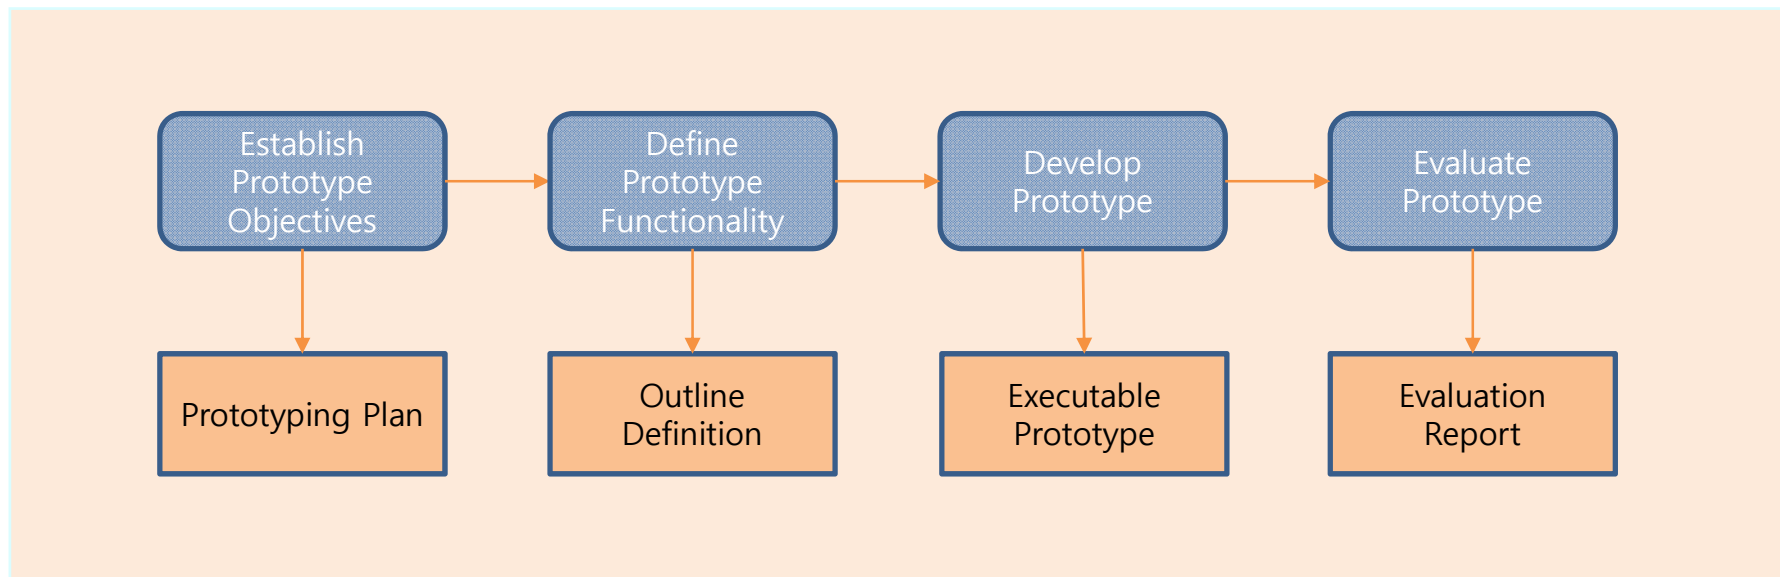 Establish
Prototype
Objectives
Define
Prototype
Functionality
Develop
Prototype
Evaluate
Prototype
Prototyping Plan
Outline
Definition
Executable
Prototype
Evaluation
Report